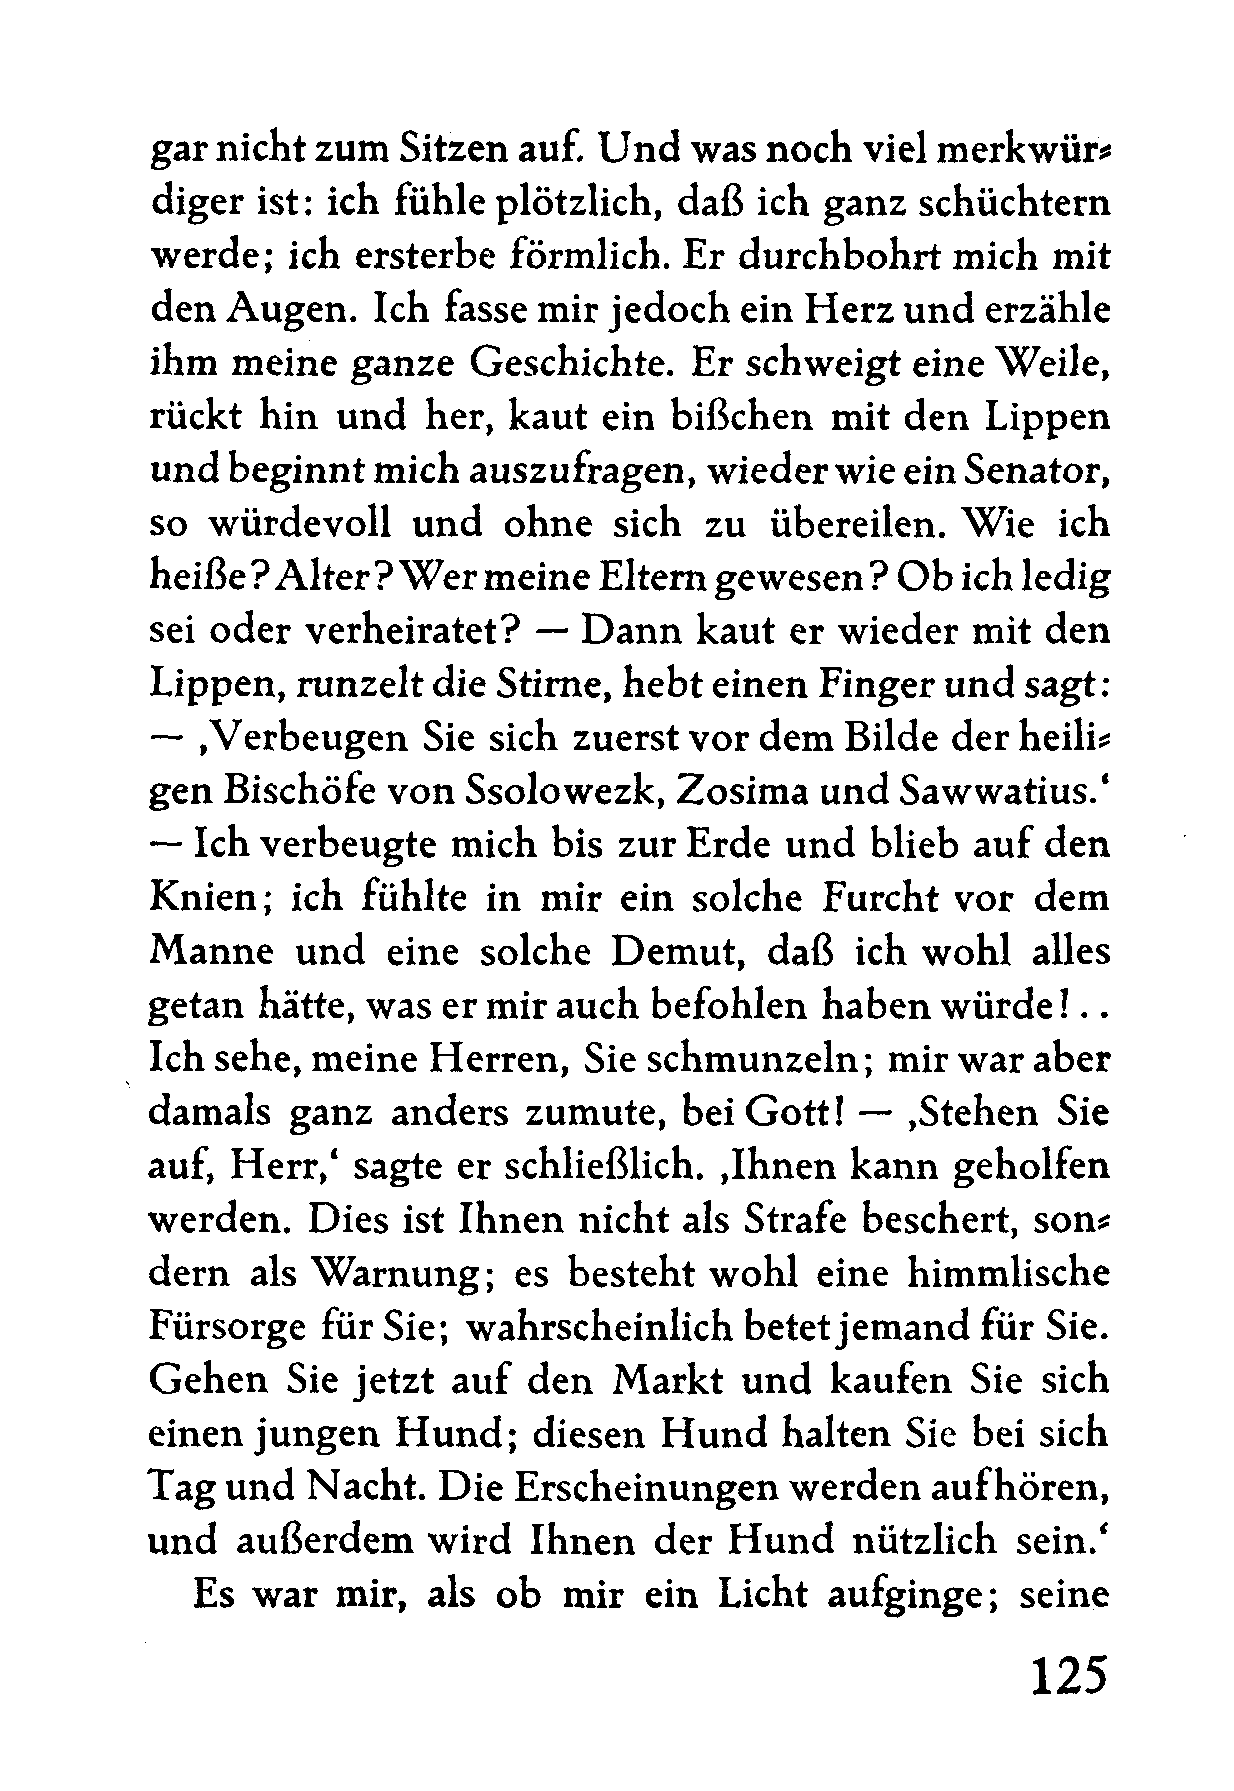 gar nicht zum Sitzen auf. Und was noch viel merkwür⸗
diger ist: ich fühle plötzlich, daß ich ganz schüchtern
werde; ich ersterbe förmlich. Er durchbohrt mich mit
den Augen. Ich fasse mir jedoch ein Herz und erzähle
ihm meine ganze Geschichte. Er schweigt eine Weile,
rückt hin und her, kaut ein bißchen mit den Lippen
und beginnt mich auszufragen, wieder wie ein Senator,
so würdevoll und ohne sich zu übereilen. Wie ich
heiße? Alter? Wer meine Eltern gewesen? Ob ich ledig
sei oder verheiratet? — Dann kaut er wieder mit den
Lippen, runzelt die Stirne, hebt einen Finger und sagt:
— ‚Verbeugen Sie sich zuerst vor dem Bilde der heili⸗
gen Bischöfe von Ssolowezk, Zosima und Sawwatius.‘
— Ich verbeugte mich bis zur Erde und blieb auf den
Knien; ich fühlte in mir ein solche Furcht vor dem
Manne und eine solche Demut, daß ich wohl alles
getan hätte, was er mir auch befohlen haben würde!..
Ich sehe, meine Herren, Sie schmunzeln; mir war aber
damals ganz anders zumute, bei Gott! — ‚Stehen Sie
auf, Herr,‘ sagte er schließlich. ‚Ihnen kann geholfen
werden. Dies ist Ihnen nicht als Strafe beschert, son⸗
dern als Warnung; es besteht wohl eine himmlische
Fürsorge für Sie; wahrscheinlich betet jemand für Sie.
Gehen Sie jetzt auf den Markt und kaufen Sie sich
einen jungen Hund; diesen Hund halten Sie bei sich
Tag und Nacht. Die Erscheinungen werden aufhören,
und außerdem wird Ihnen der Hund nützlich sein.‘
Es war mir, als ob mir ein Licht aufginge; seine
125